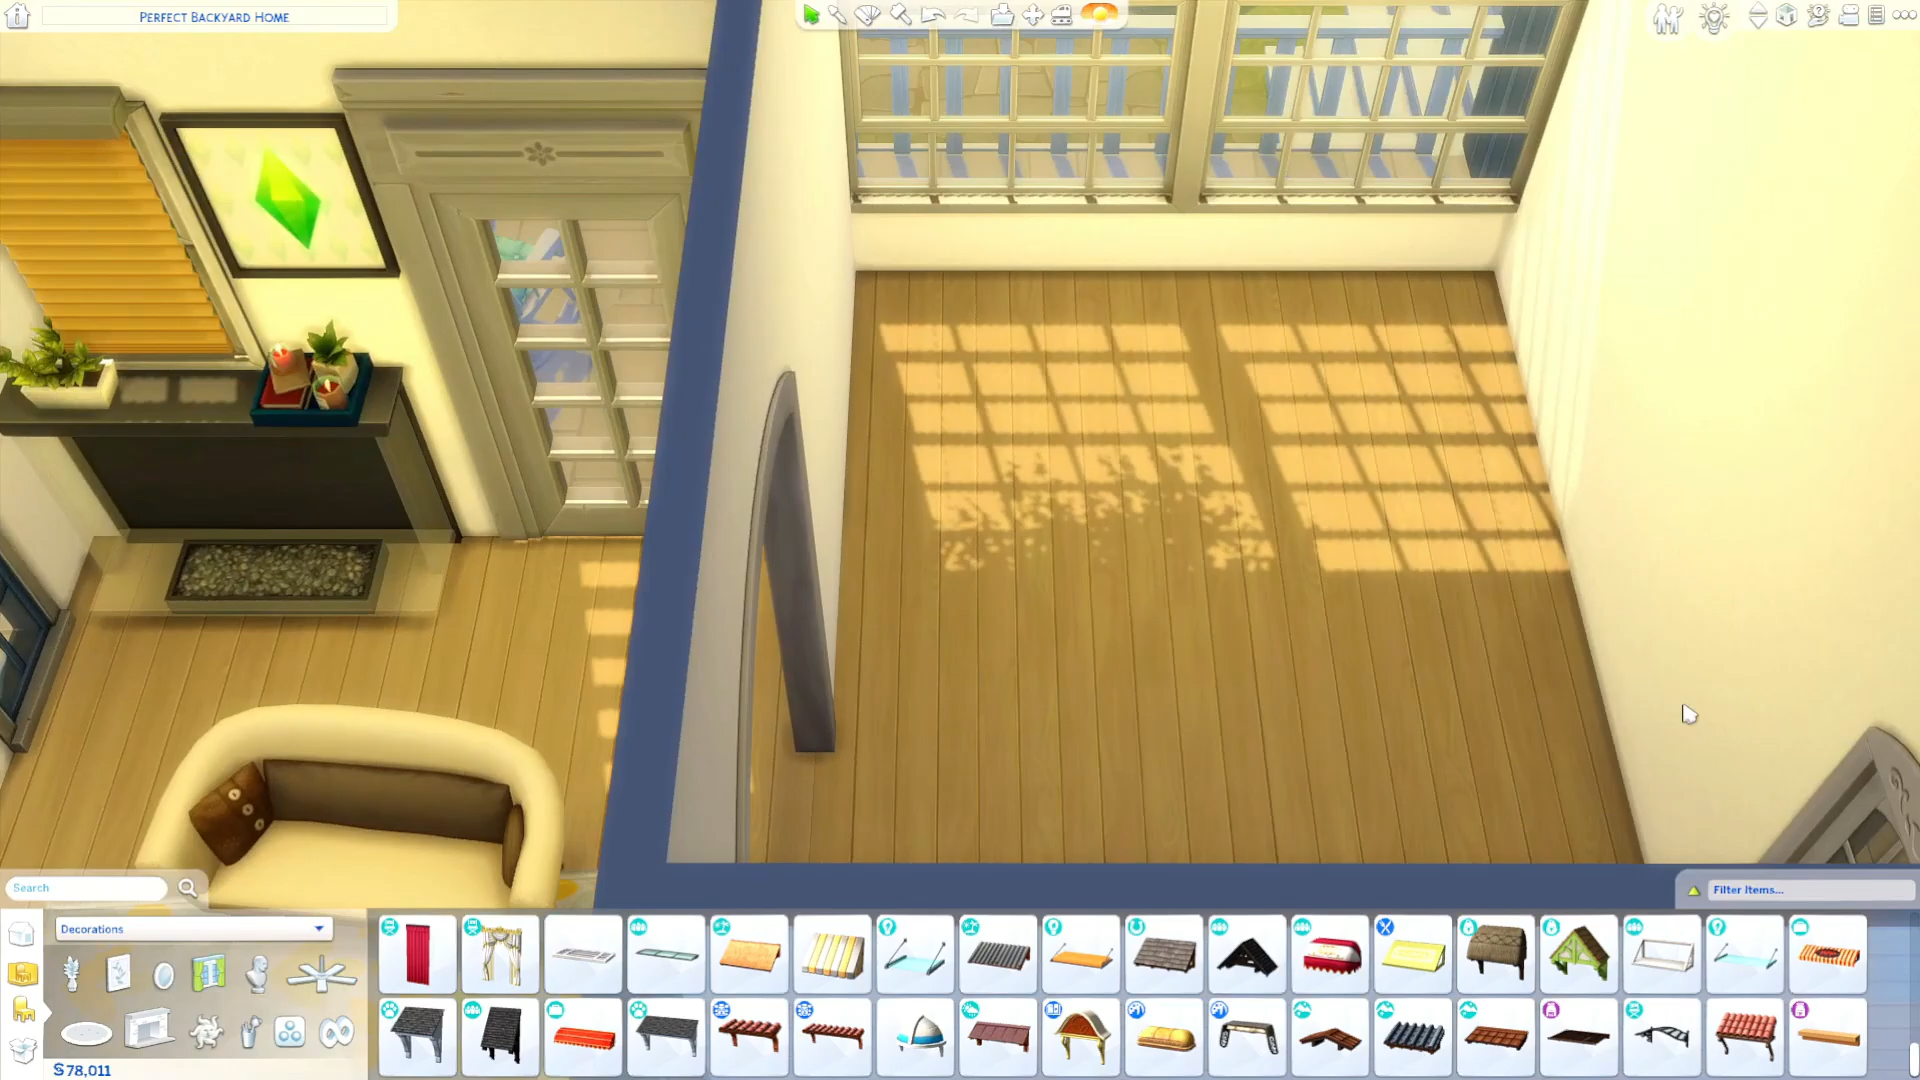 PERFECT BACKYARD HOME
Search
Filter Items...
Decorations
§78,011